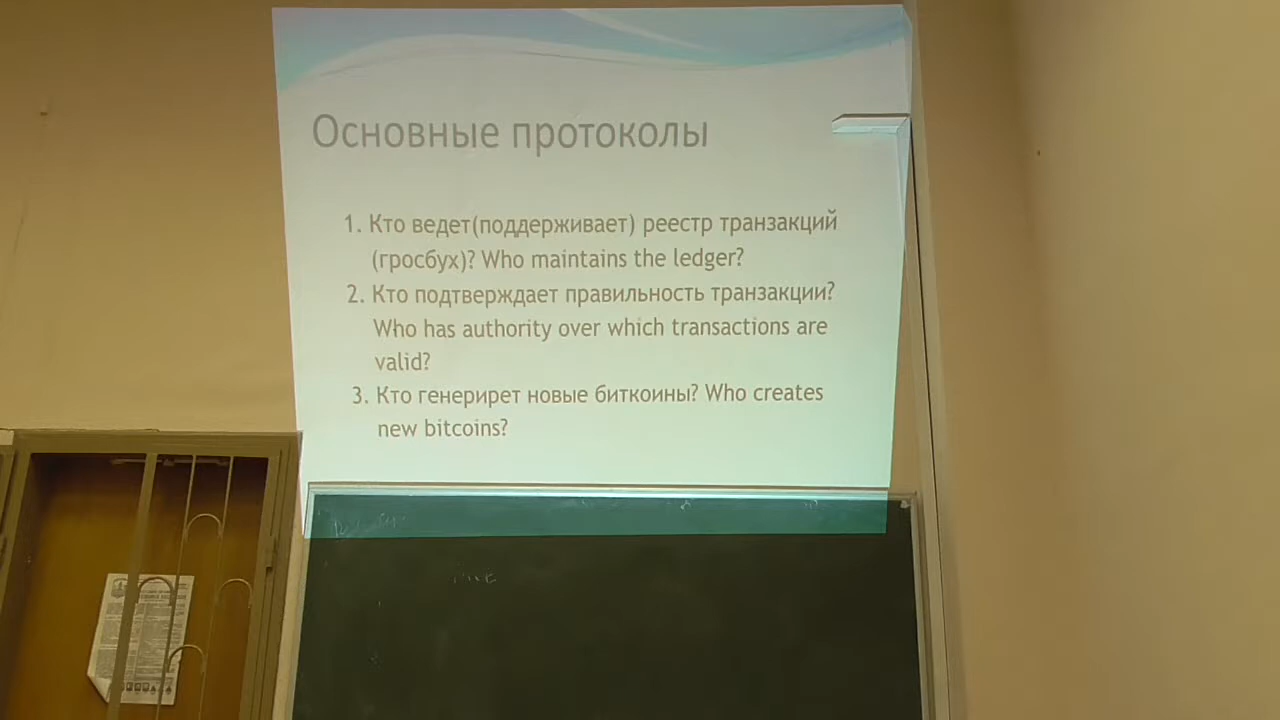 Основные протоколы
1. Кто ведет(поддерживает) реестр транзакций
(гросбух)? Who maintains the ledger?
2. Кто подтверждает правильность транзакции?
Who has authority over which transactions are
valid?
3. Кто генерирет новые биткоины? Who creates
new bitcoins?